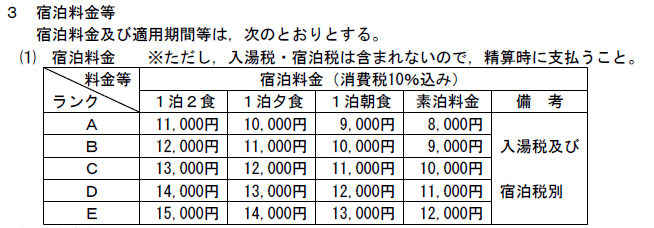 ３　宿泊料金等
宿泊料金及び適用期間等は，次のとおりとする。
(1)　宿泊料金　　※ただし，入湯税・宿泊税は含まれないので，精算時に支払うこと。
料金等　宿泊料金（消費税10％込み）
ランク　１泊２食　１泊夕食　１泊朝食　素泊料金　備　考
Ａ　11,000円　10,000円　9,000円　8,000円
Ｂ　12,000円　11,000円　10,000円　9,000円　入湯税及び
Ｃ　13,000円　12,000円　11,000円　10,000円
Ｄ　14,000円　13,000円　12,000円　11,000円　宿泊税別
Ｅ　15,000円　14,000円　13,000円　12,000円